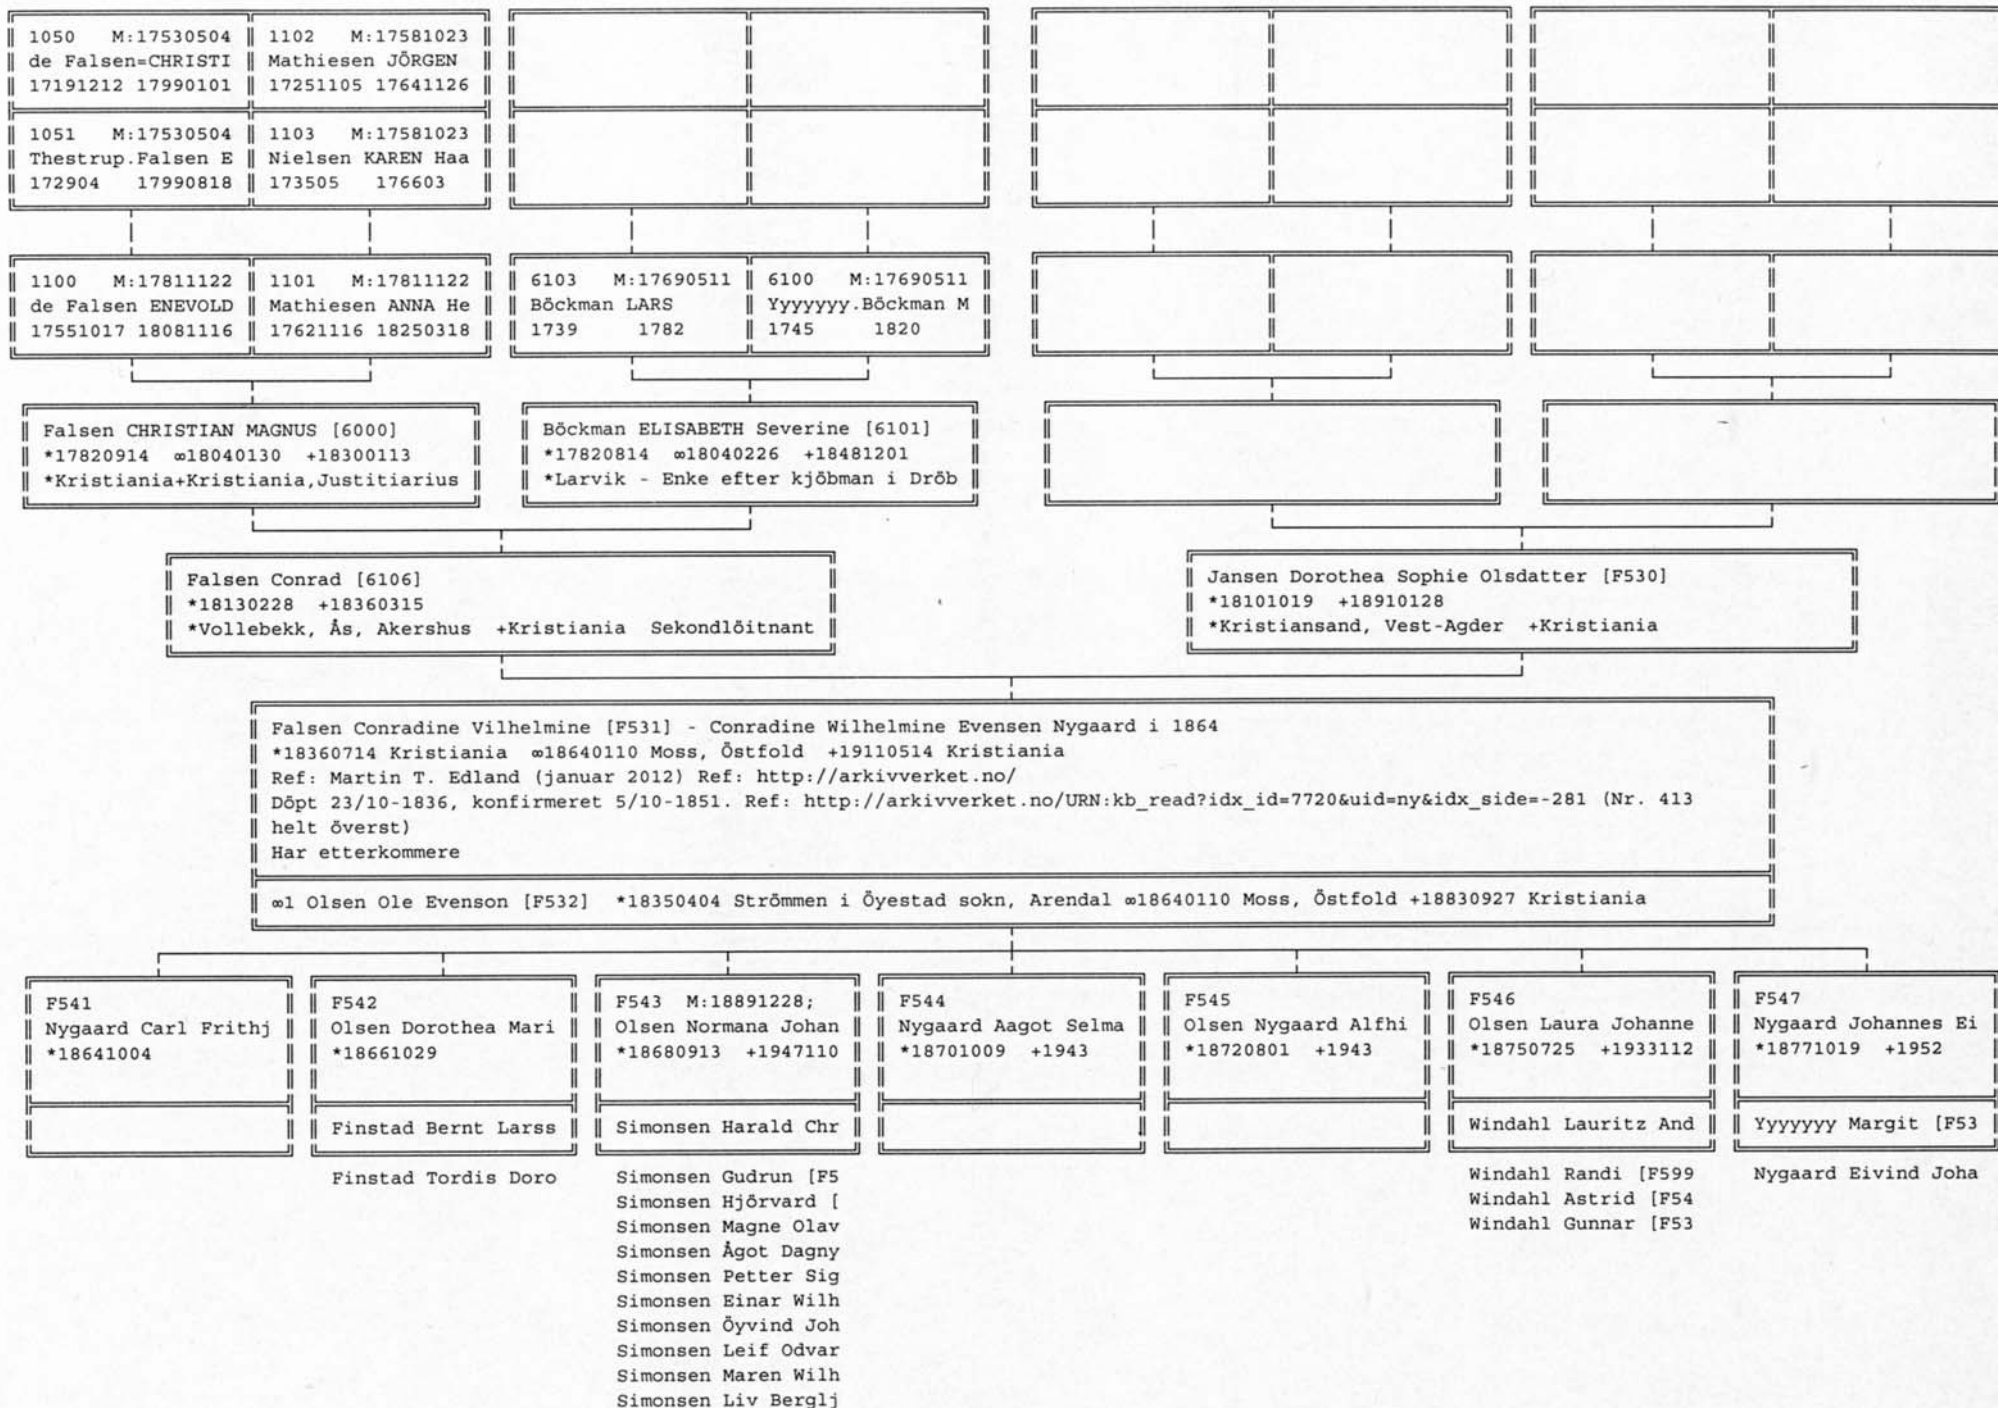 1050 M:17530504
de Falsen=CHRISTI
17191212 17990101
1102 M:17581023
Mathiesen JÖRGEN
17251105 17641126
1051 M:17530504
Thestrup.Falsen E
172904 17990818
1103 M:17581023
Nielsen KAREN Haa
173505 176603
1100 M:17811122
de Falsen ENEVOLD
17551017 18081116
1101 M:17811122
Mathiesen ANNA He
17621116 18250318
6103 M:17690511
Böckman LARS
1739 1782
6100 M:17690511
Yyyyyyy.Böckman M
1745 1820
Falsen CHRISTIAN MAGNUS [6000]
*17820914 ∞18040130 +18300113
*Kristiania+Kristiania,Justitiarius
Böckman ELISABETH Severine [6101]
*17820814 ∞18040226 +18481201
*Larvik - Enke efter kjöbman i Dröb
Falsen Conrad [6106]
*18130228 +18360315
*Vollebekk, Ås, Akershus +Kristiania Sekondlöitnant
Jansen Dorothea Sophie Olsdatter [F530]
*18101019 +18910128
*Kristiansand, Vest-Agder +Kristiania
Falsen Conradine Vilhelmine [F531] - Conradine Wilhelmine Evensen Nygaard i 1864
*18360714 Kristiania ∞18640110 Moss, Östfold +19110514 Kristiania
Ref: Martin T. Edland (januar 2012) Ref: http://arkivverket.no/
Döpt 23/10-1836, konfirmeret 5/10-1851. Ref: http://arkivverket.no/URN:kb_read?idx_id=7720&uid=ny&idx_side=-281 (Nr. 413
helt överst)
Har etterkommere
∞1 Olsen Ole Evenson [F532] *18350404 Strömmen i Öyestad sokn, Arendal ∞18640110 Moss, Östfold +18830927 Kristiania
F541
Nygaard Carl Frithj
*18641004
F542
Olsen Dorothea Mari
*18661029
Finstad Bernt Larss
Finstad Tordis Doro
F543 M:18891228;
Olsen Normana Johan
*18680913 +1947110
Simonsen Harald Chr
Simonsen Gudrun [F5
Simonsen Hjörvard [
Simonsen Magne Olav
Simonsen Ågot Dagny
Simonsen Petter Sig
Simonsen Einar Wilh
Simonsen Öyvind Joh
Simonsen Leif Odvar
Simonsen Maren Wilh
Simonsen Liv Berglj
F544
Nygaard Aagot Selma
*18701009 +1943
F545
Olsen Nygaard Alfhi
*18720801 +1943
F546
Olsen Laura Johanne
*18750725 +1933112
Windahl Lauritz And
Windahl Randi [F599
Windahl Astrid [F54
Windahl Gunnar [F53
F547
Nygaard Johannes Ei
*18771019 +1952
Yyyyyyy Margit [F53
Nygaard Eivind Joha